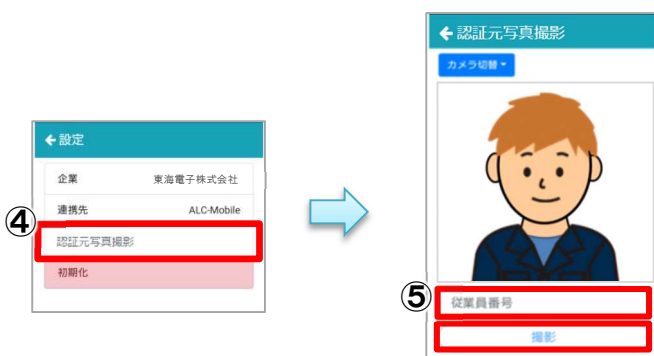 設定
企業 東海電子株式会社
連携先 ALC-Mobile
④
認証元写真撮影
初期化
認証元写真撮影
カメラ切替
⑤
従業員番号
撮影